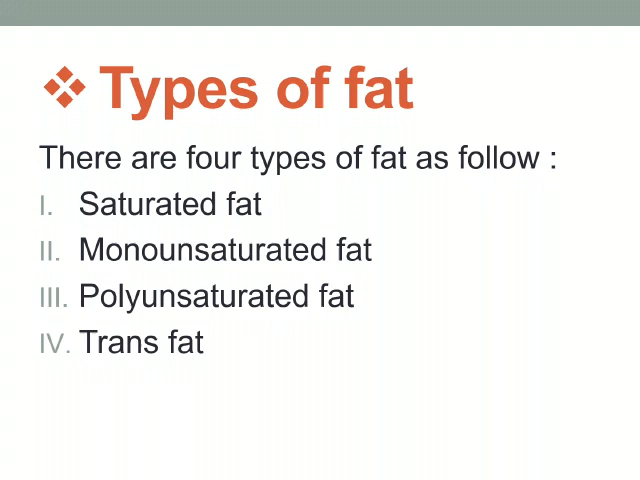 ❖ Types of fat
There are four types of fat as follow :
I. Saturated fat
II. Monounsaturated fat
III. Polyunsaturated fat
IV. Trans fat